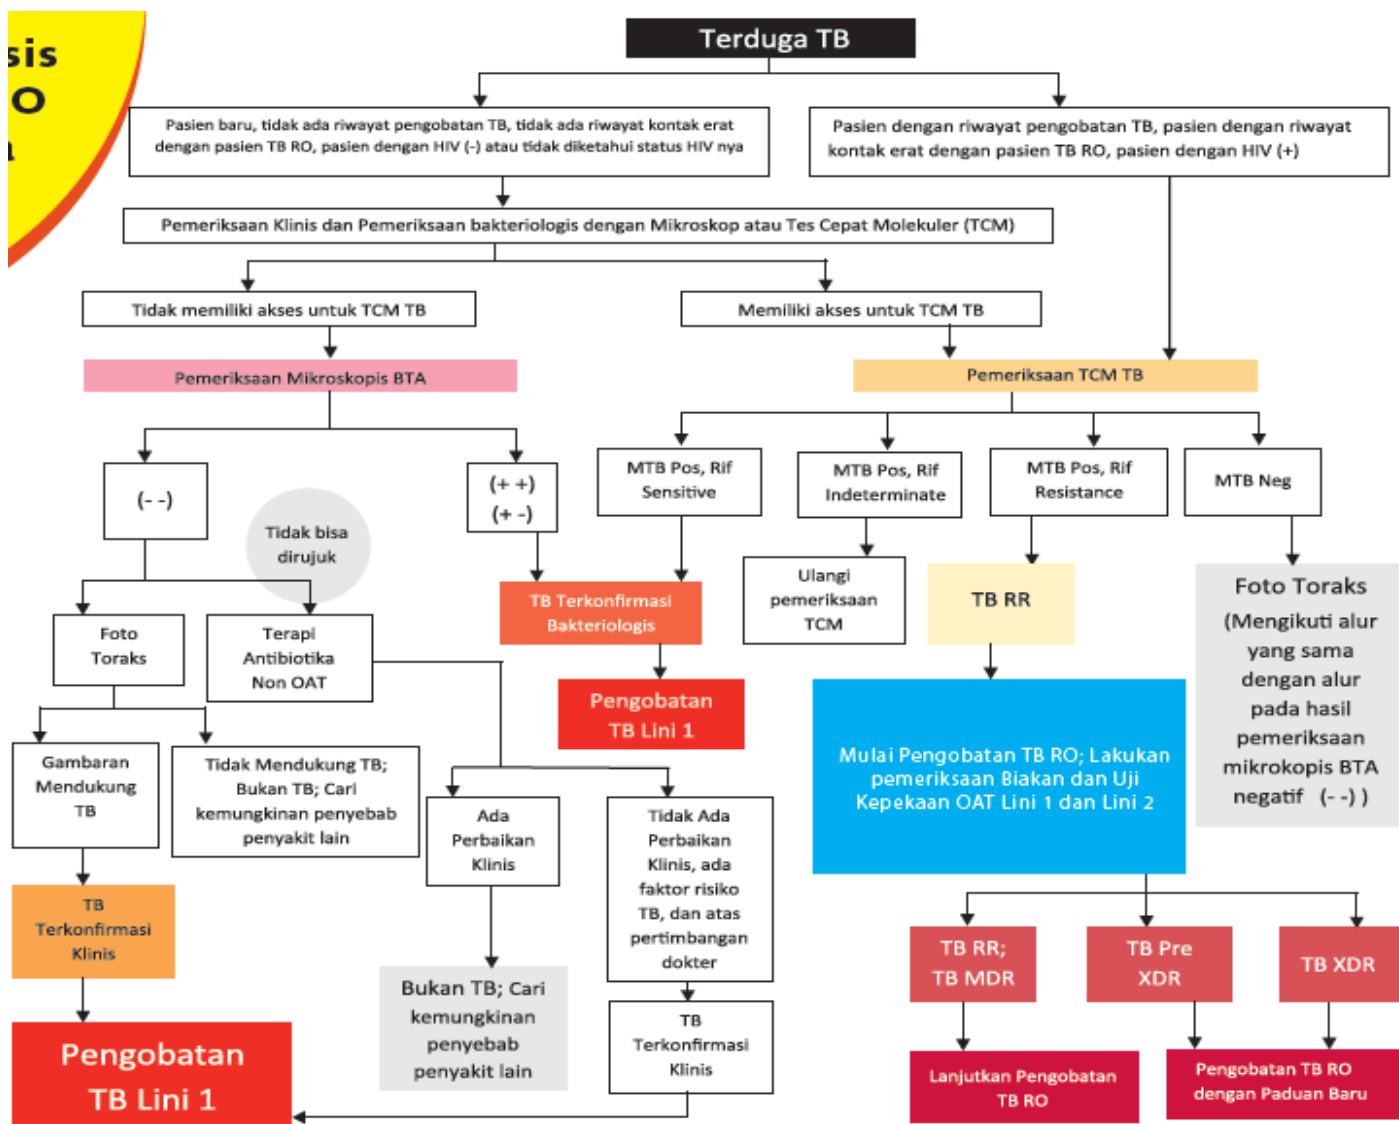 sis
O
a
Terduga TB
Pasien baru, tidak ada riwayat pengobatan TB, tidak ada riwayat kontak erat
dengan pasien TB RO, pasien dengan HIV (-) atau tidak diketahui status HIV nya
Pasien dengan riwayat pengobatan TB, pasien dengan riwayat
kontak erat dengan pasien TB RO, pasien dengan HIV (+)
Pemeriksaan Klinis dan Pemeriksaan bakteriologis dengan Mikroskop atau Tes Cepat Molekuler (TCM)
Tidak memiliki akses untuk TCM TB
Memiliki akses untuk TCM TB
Pemeriksaan Mikroskopis BTA
Pemeriksaan TCM TB
(- -)
Tidak bisa
dirujuk
(+ +)
(+ -)
MTB Pos, Rif
Sensitive
MTB Pos, Rif
Indeterminate
MTB Pos, Rif
Resistance
MTB Neg
Foto
Toraks
Terapi
Antibiotika
Non OAT
TB Terkonfirmasi
Bakteriologis
Ulangi
pemeriksaan
TCM
TB RR
Foto Toraks
(Mengikuti alur
yang sama
dengan alur
pada hasil
pemeriksaan
mikrokopis BTA
negatif (- -) )
Pengobatan
TB Lini 1
Gambaran
Mendukung
TB
Tidak Mendukung TB;
Bukan TB; Cari
kemungkinan penyebab
penyakit lain
Ada
Perbaikan
Klinis
Tidak Ada
Perbaikan
Klinis, ada
faktor risiko
TB, dan atas
pertimbangan
dokter
Mulai Pengobatan TB RO; Lakukan
pemeriksaan Biakan dan Uji
Kepekaan OAT Lini 1 dan Lini 2
TB
Terkonfirmasi
Klinis
Bukan TB; Cari
kemungkinan
penyebab
penyakit lain
TB
Terkonfirmasi
Klinis
TB RR;
TB MDR
TB Pre
XDR
TB XDR
Pengobatan
TB Lini 1
Lanjutkan Pengobatan
TB RO
Pengobatan TB RO
dengan Paduan Baru